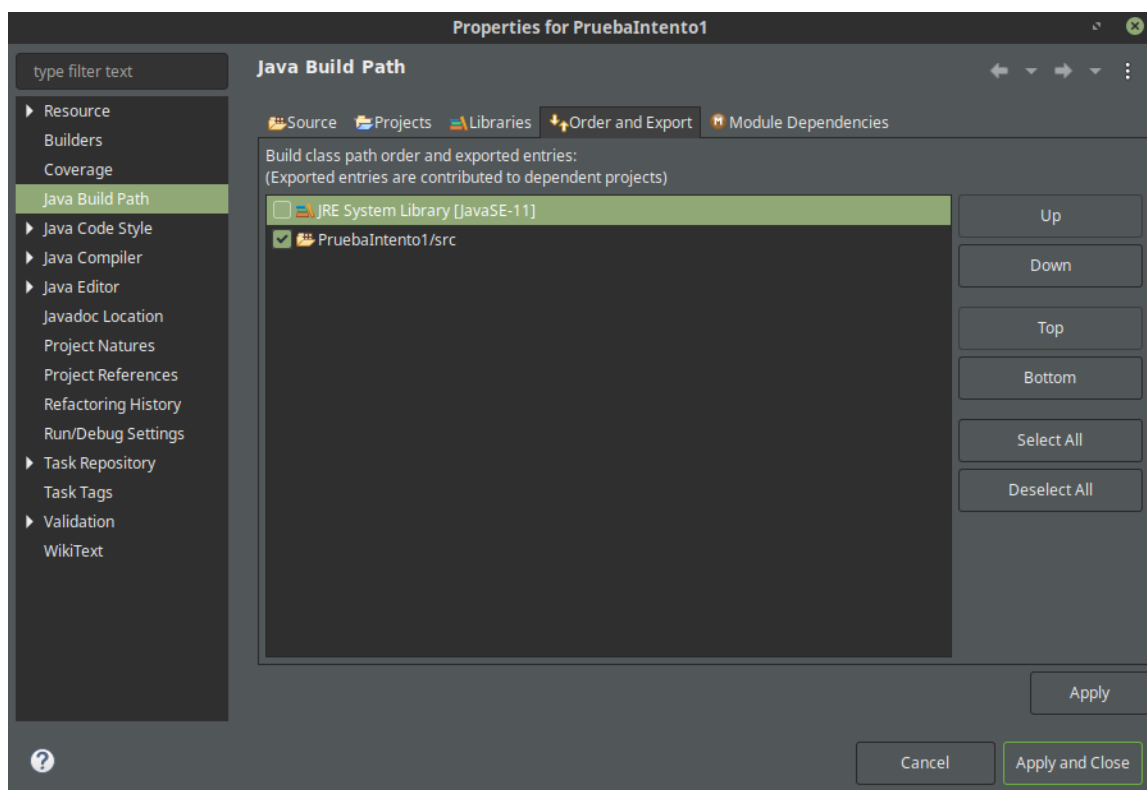 Properties for PruebaIntento1
type filter text
Resource
Builders
Coverage
Java Build Path
Java Code Style
Java Compiler
Java Editor
Javadoc Location
Project Natures
Project References
Refactoring History
Run/Debug Settings
Task Repository
Task Tags
Validation
WikiText
Java Build Path
Source Projects Libraries Order and Export Module Dependencies
Build class path order and exported entries:
(Exported entries are contributed to dependent projects)
JRE System Library [JavaSE-11]
PruebaIntento1/src
Up
Down
Top
Bottom
Select All
Deselect All
Apply
Cancel
Apply and Close